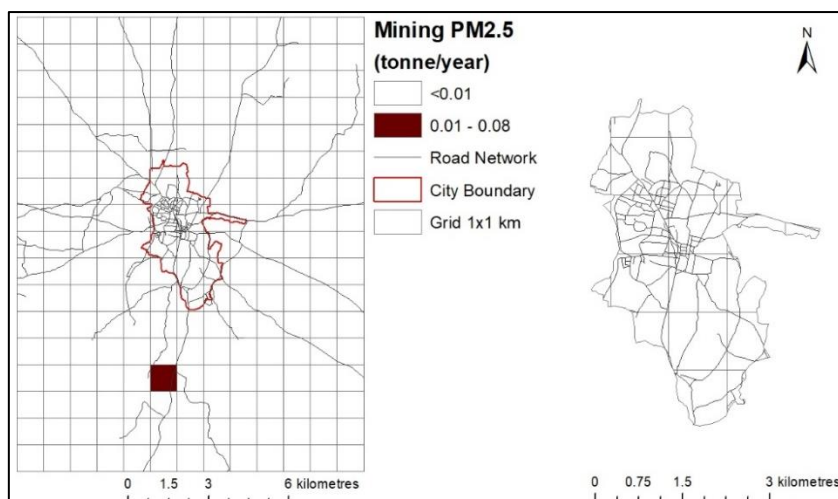 Mining PM2.5
(tonne/year)
<0.01
0.01 - 0.08
Road Network
City Boundary
Grid 1x1 km
N
0 1.5 3 6 kilometres
0 0.75 1.5 3 kilometres